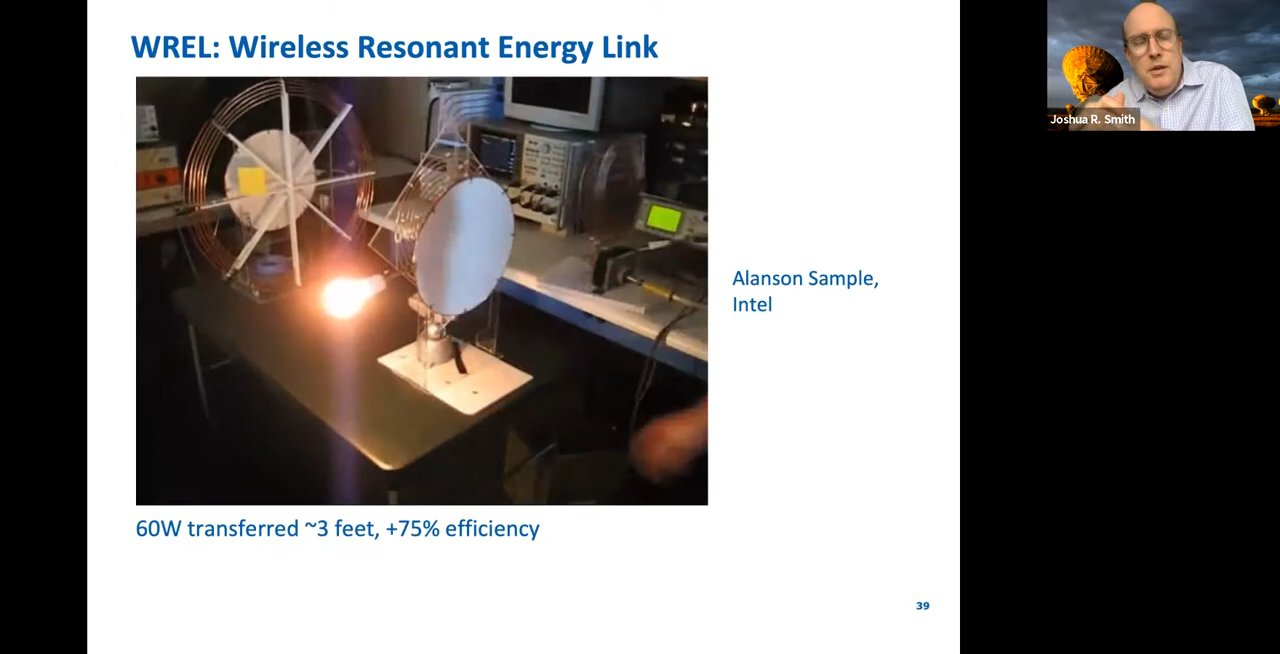 WREL: Wireless Resonant Energy Link
Joshua R. Smith
Alanson Sample,
Intel
60W transferred ~3 feet, +75% efficiency
39